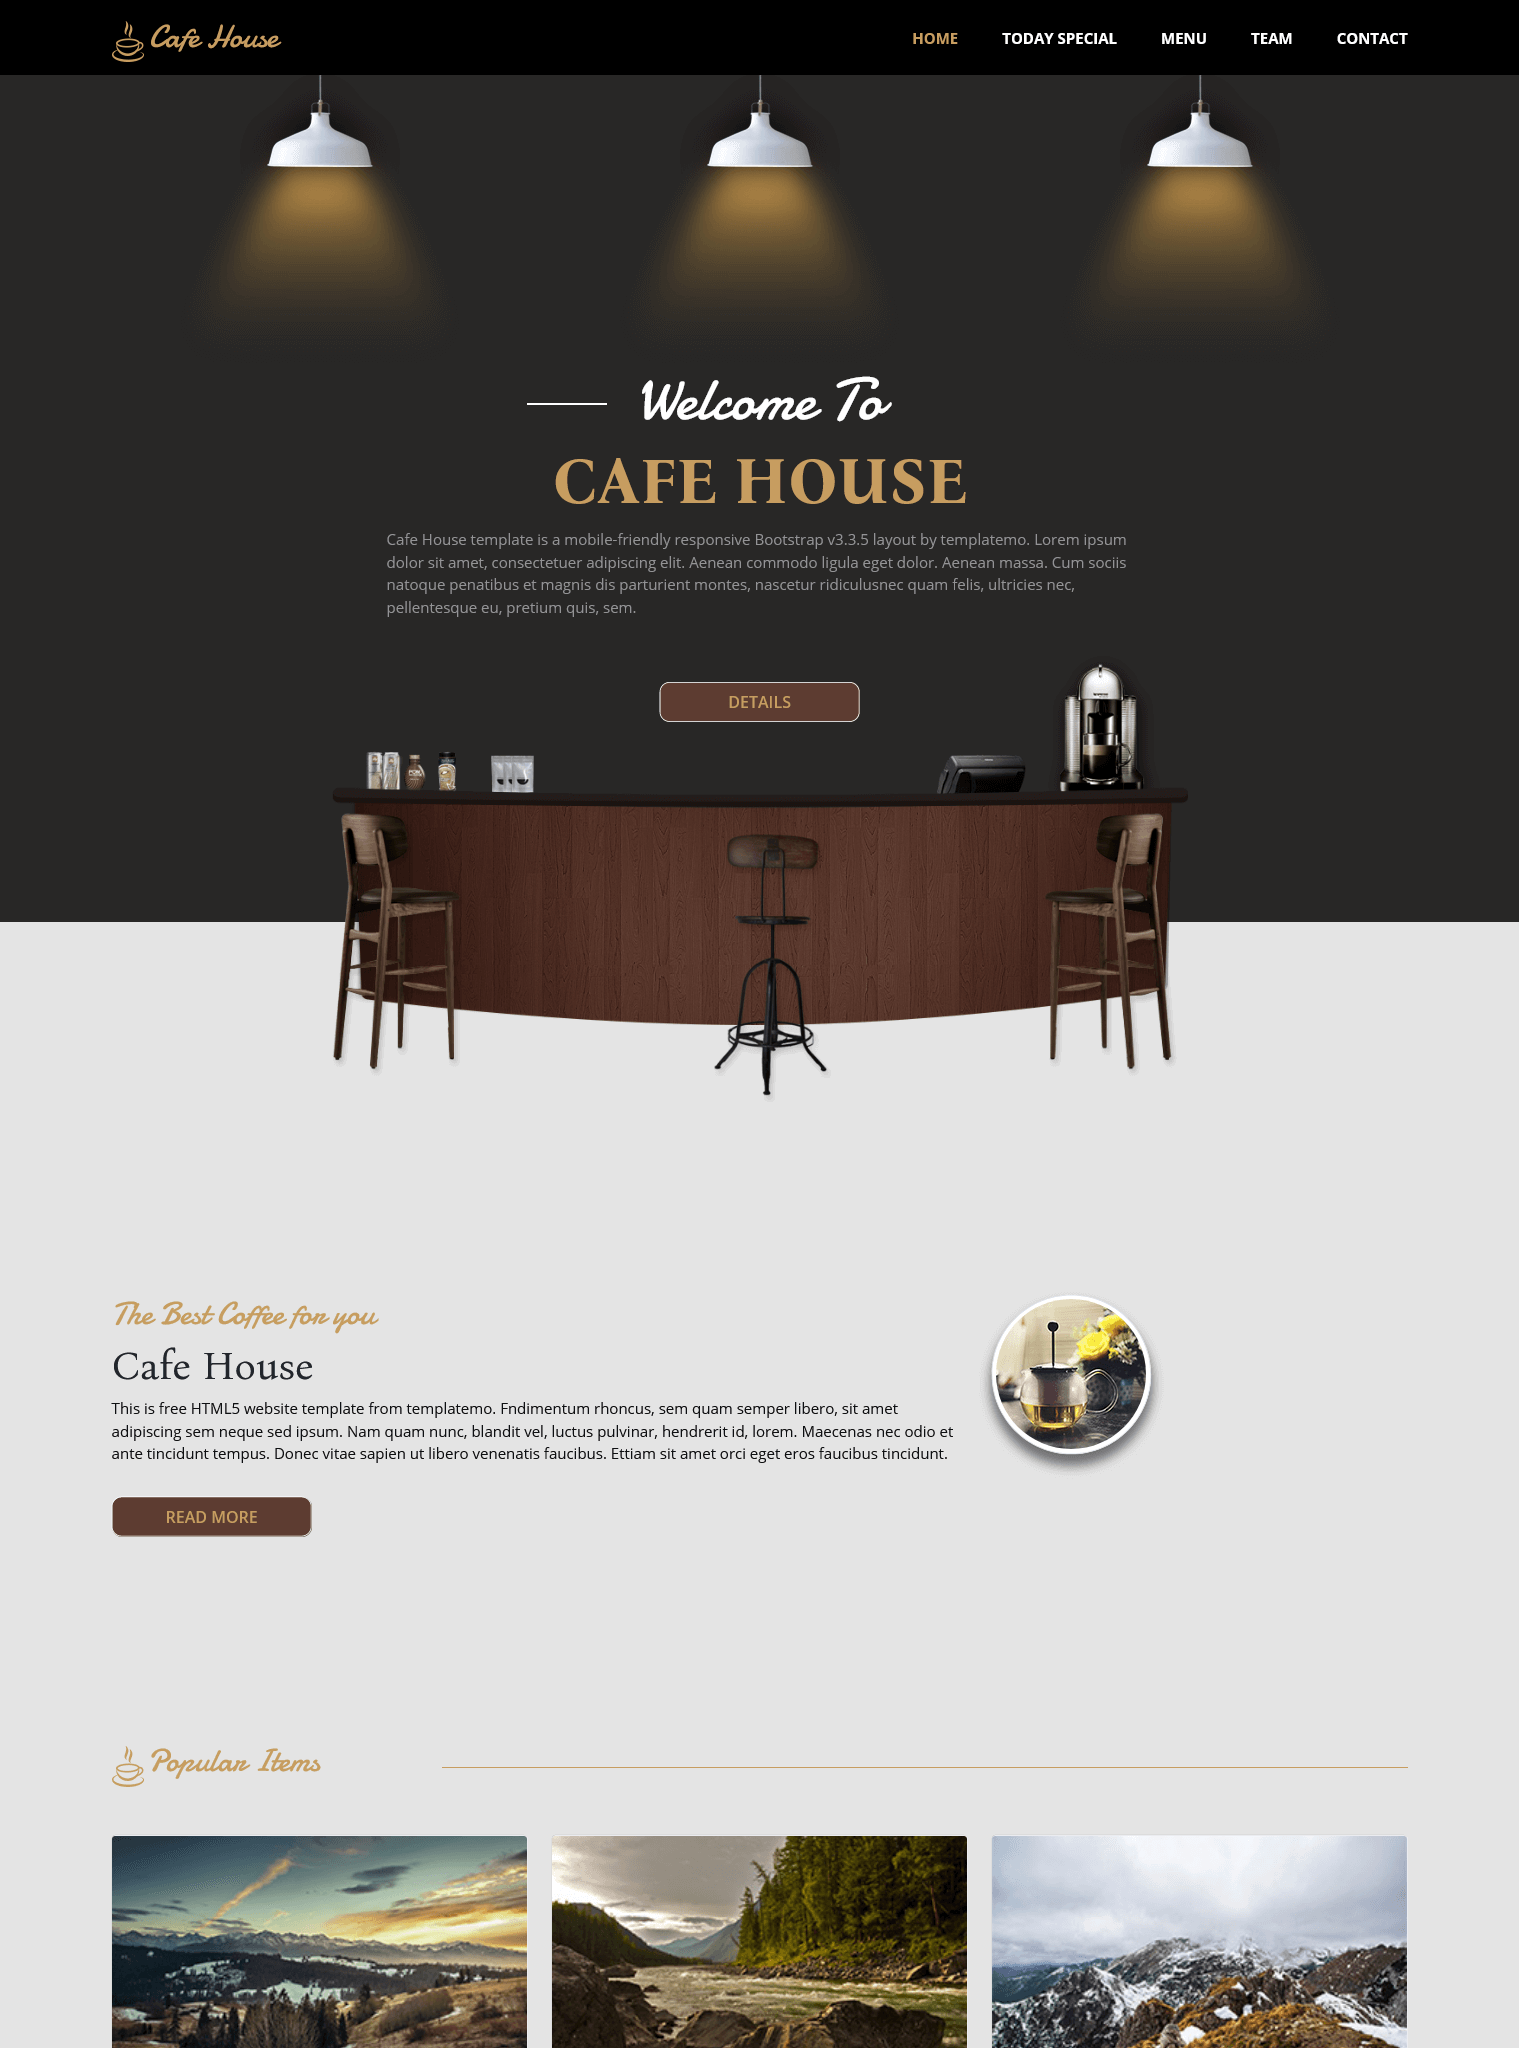 Cafe House
HOME
TODAY SPECIAL
MENU
TEAM
CONTACT
Welcome To
CAFE HOUSE
Cafe House template is a mobile-friendly responsive Bootstrap v3.3.5 layout by templatemo. Lorem ipsum
dolor sit amet, consectetuer adipiscing elit. Aenean commodo ligula eget dolor. Aenean massa. Cum sociis
natoque penatibus et magnis dis parturient montes, nascetur ridiculusnec quam felis, ultricies nec,
pellentesque eu, pretium quis, sem.
DETAILS
The Best Coffee for you
Cafe House
This is free HTML5 website template from templatemo. Fndimentum rhoncus, sem quam semper libero, sit amet
adipiscing sem neque sed ipsum. Nam quam nunc, blandit vel, luctus pulvinar, hendrerit id, lorem. Maecenas nec odio et
ante tincidunt tempus. Donec vitae sapien ut libero venenatis faucibus. Ettiam sit amet orci eget eros faucibus tincidunt.
READ MORE
Popular Items